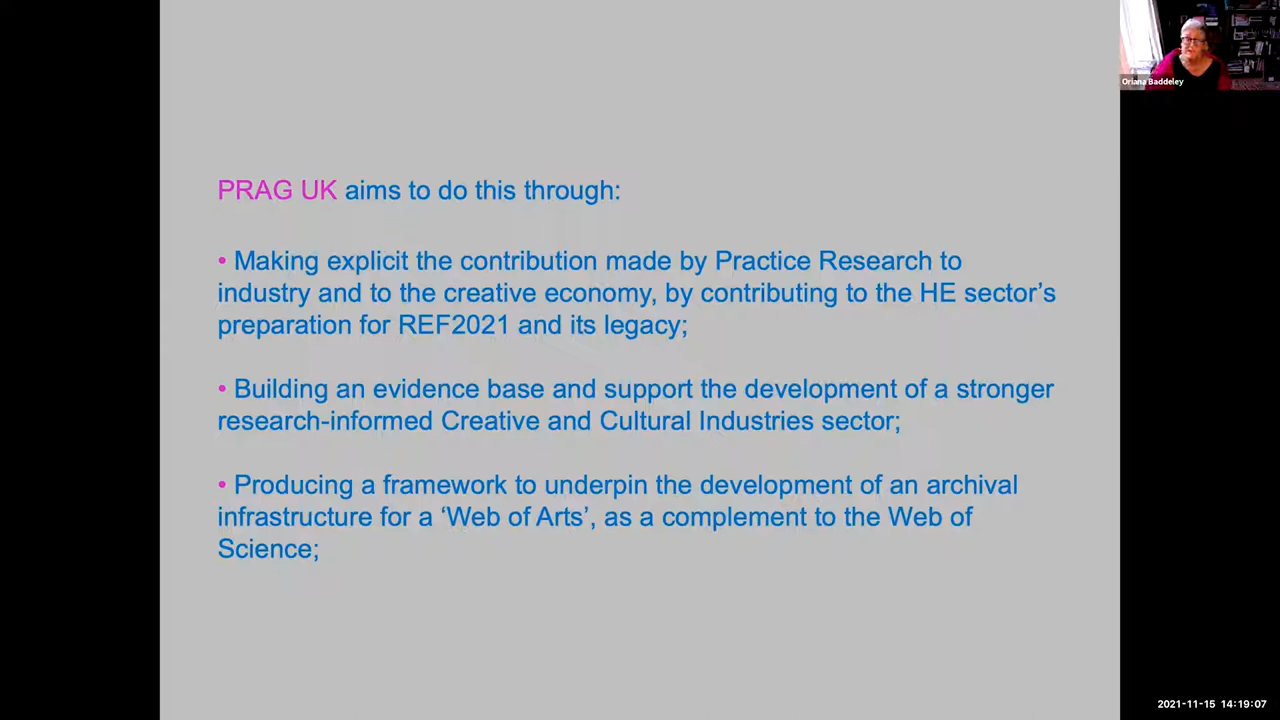 Oriana Baddeley
PRAG UK aims to do this through:
• Making explicit the contribution made by Practice Research to
industry and to the creative economy, by contributing to the HE sector’s
preparation for REF2021 and its legacy;
• Building an evidence base and support the development of a stronger
research-informed Creative and Cultural Industries sector;
• Producing a framework to underpin the development of an archival
infrastructure for a ‘Web of Arts’, as a complement to the Web of
Science;
2021-11-15 14:19:07